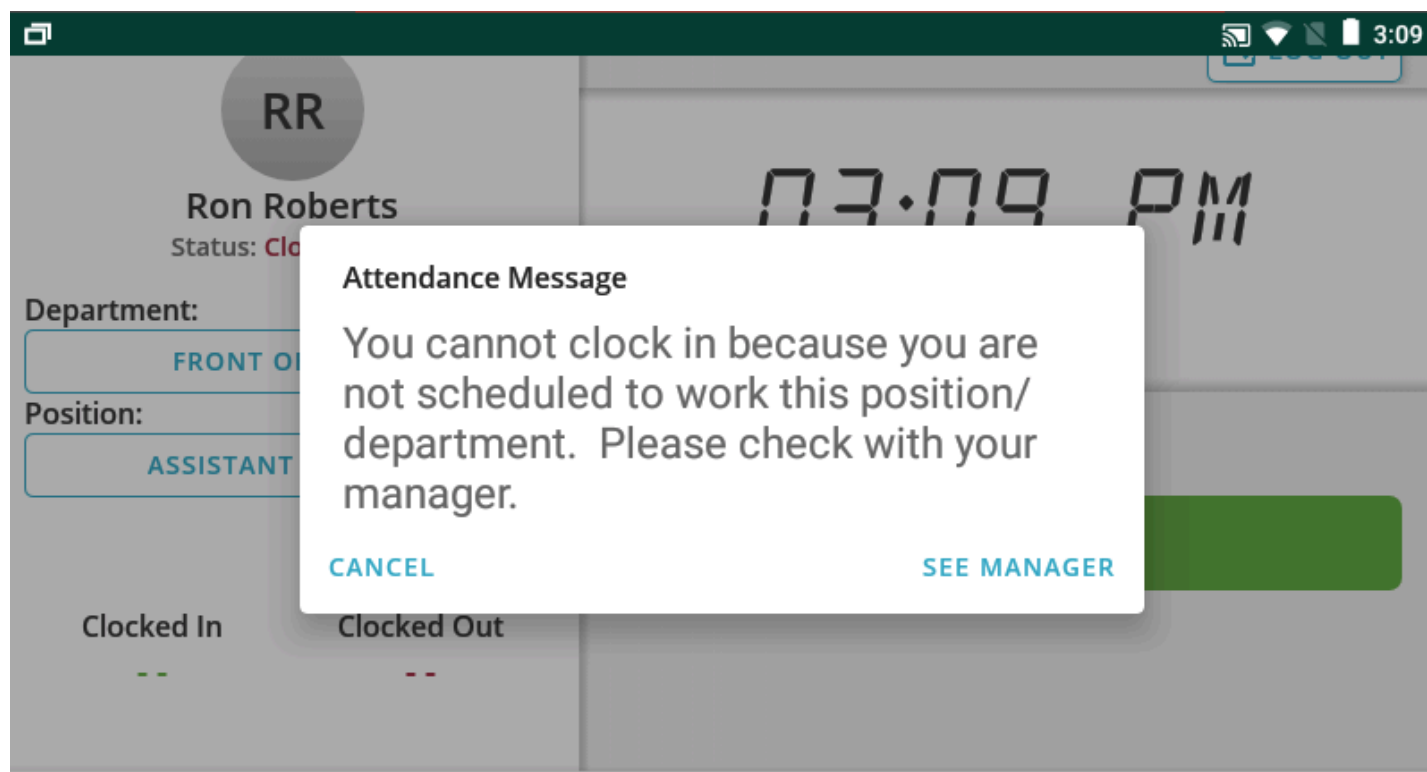 3:09
LOG OUT
RR
03:09 PM
Ron Roberts
Status: Clo
Attendance Message
You cannot clock in because you are
not scheduled to work this position/
department.  Please check with your
manager.
CANCEL
SEE MANAGER
Department:
FRONT O
Position:
ASSISTANT
Clocked In
Clocked Out
--
--